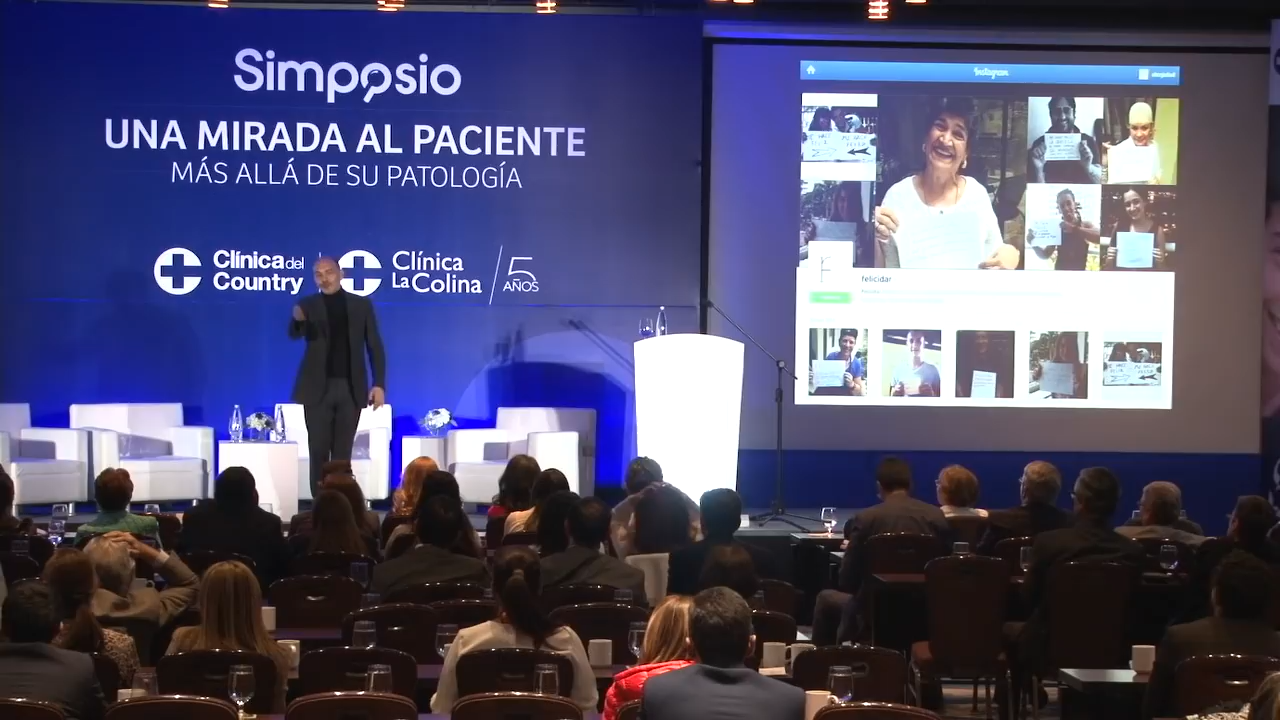 Simposio
UNA MIRADA AL PACIENTE
MÁS ALLÁ DE SU PATOLOGÍA
Clínica del
Country
Clínica
La Colina
5
AÑOS
Instagram
felicidar